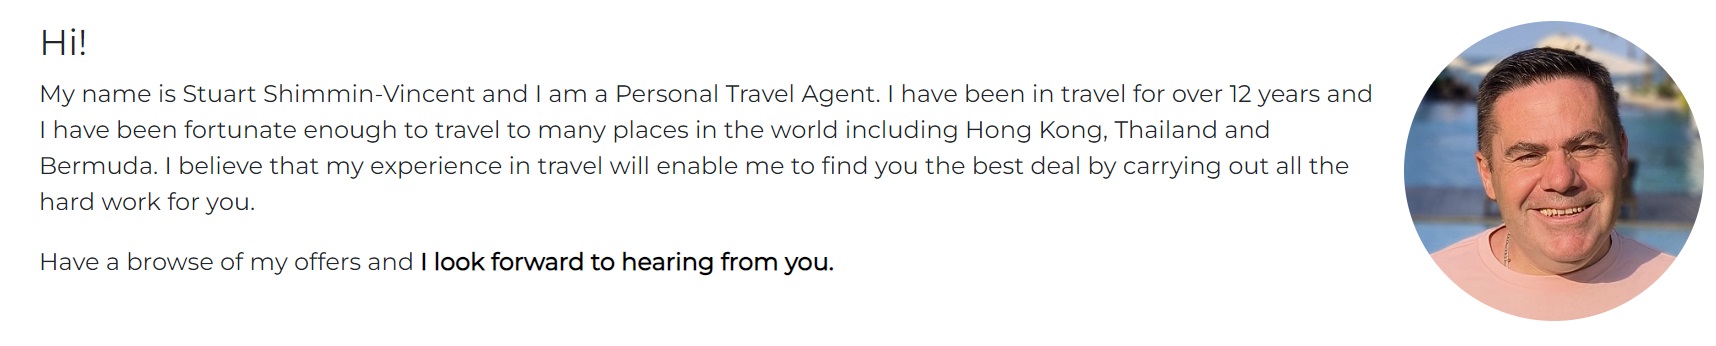 Hi!
My name is Stuart Shimmin-Vincent and I am a Personal Travel Agent. I have been in travel for over 12 years and
I have been fortunate enough to travel to many places in the world including Hong Kong, Thailand and
Bermuda. I believe that my experience in travel will enable me to find you the best deal by carrying out all the
hard work for you.
Have a browse of my offers and I look forward to hearing from you.